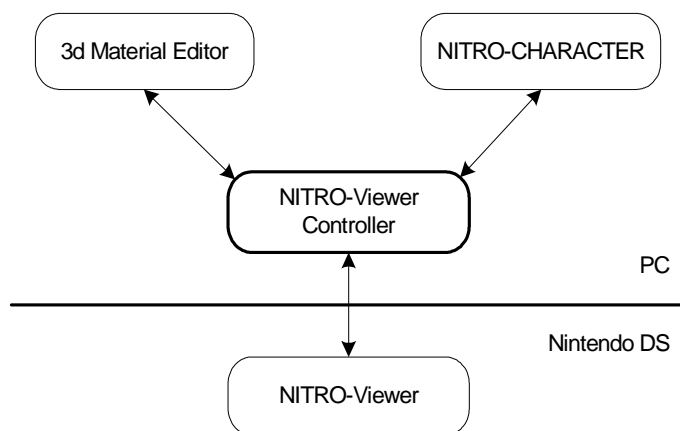 3d Material Editor
NITRO-CHARACTER
NITRO-Viewer
Controller
PC
Nintendo DS
NITRO-Viewer